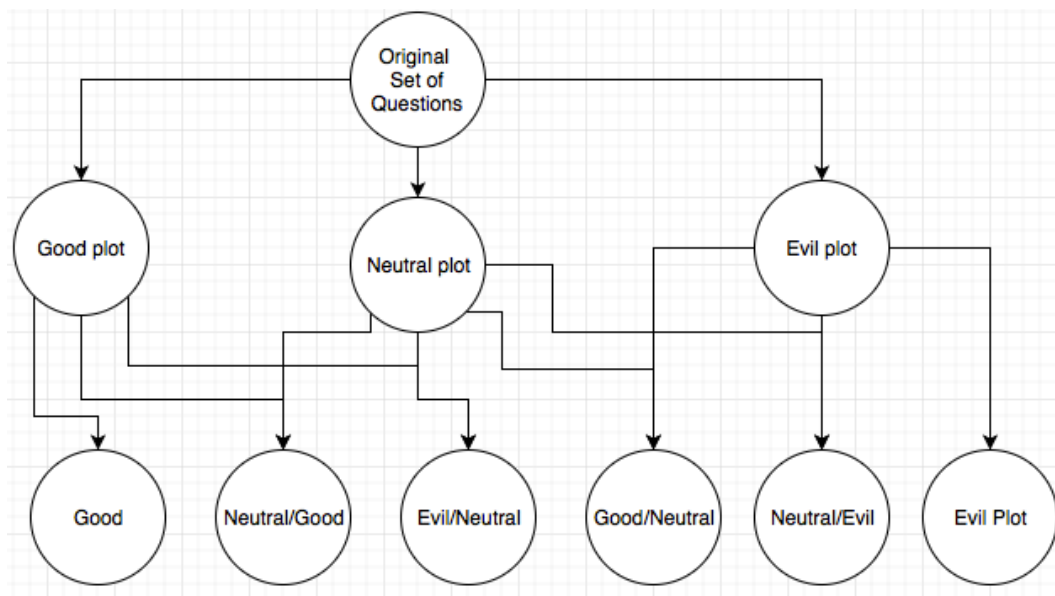 Original
Set of
Questions
Good plot
Neutral plot
Evil plot
Good
Neutral/Good
Evil/Neutral
Good/Neutral
Neutral/Evil
Evil Plot